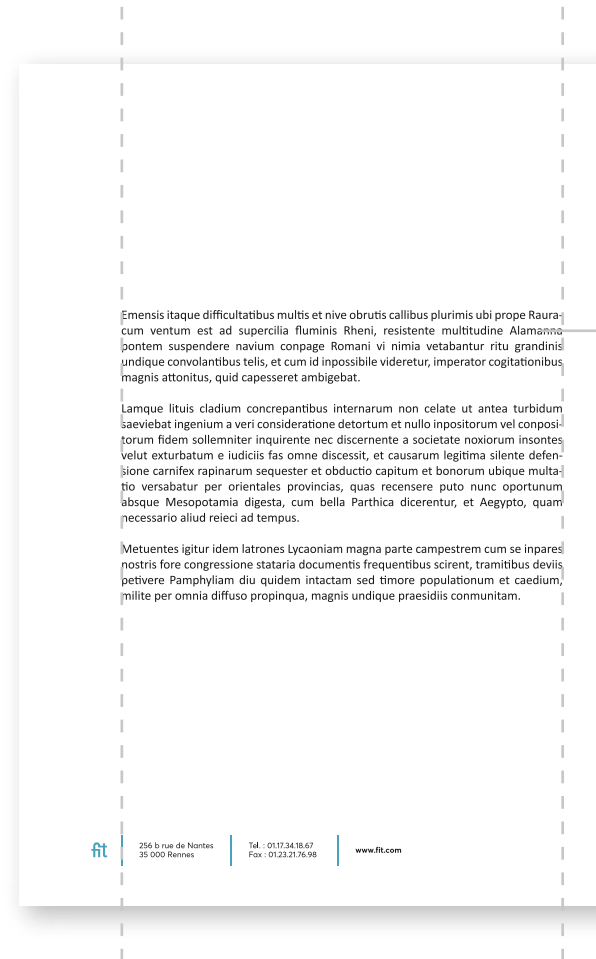 Emensis itaque difficultatibus multis et nive obrutis callibus plurimis ubi prope Raura-
cum ventum est ad supercilia fluminis Rheni, resistente multitudine Alamanna
pontem suspendere navium conpage Romani vi nimia vetabantur ritu grandinis
undique convolantibus telis, et cum id inpossibile videretur, imperator cogitationibus
magnis attonitus, quid capesseret ambigebat.
Lamque lituis cladium concrepantibus internarum non celate ut antea turbidum
saeviebat ingenium a veri consideratione detortum et nullo inpositorum vel conposi-
torum fidem sollemniter inquirente nec discernente a societate noxiorum insontes
velut exturbatum e iudiciis fas omne discessit, et causarum legitima silente defen-
sione carnifex rapinarum sequester et obductio capitum et bonorum ubique multa-
tio versabatur per orientales provincias, quas recensere puto nunc oportunum
absque Mesopotamia digesta, cum bella Parthica dicerentur, et Aegypto, quam
necessario aliud reieci ad tempus.
Metuentes igitur idem latrones Lycaoniam magna parte campestrem cum se inpares
nostris fore congressione stataria documentis frequentibus scirent, tramitibus deviis
petivere Pamphyliam diu quidem intactam sed timore populationum et caedium,
milite per omnia diffuso propinqua, magnis undique praesidiis conmunitam.
fit
256 b rue de Nantes
35 000 Rennes
Tel. : 01.17.34.18.67
Fax : 01.23.21.76.98
www.fit.com